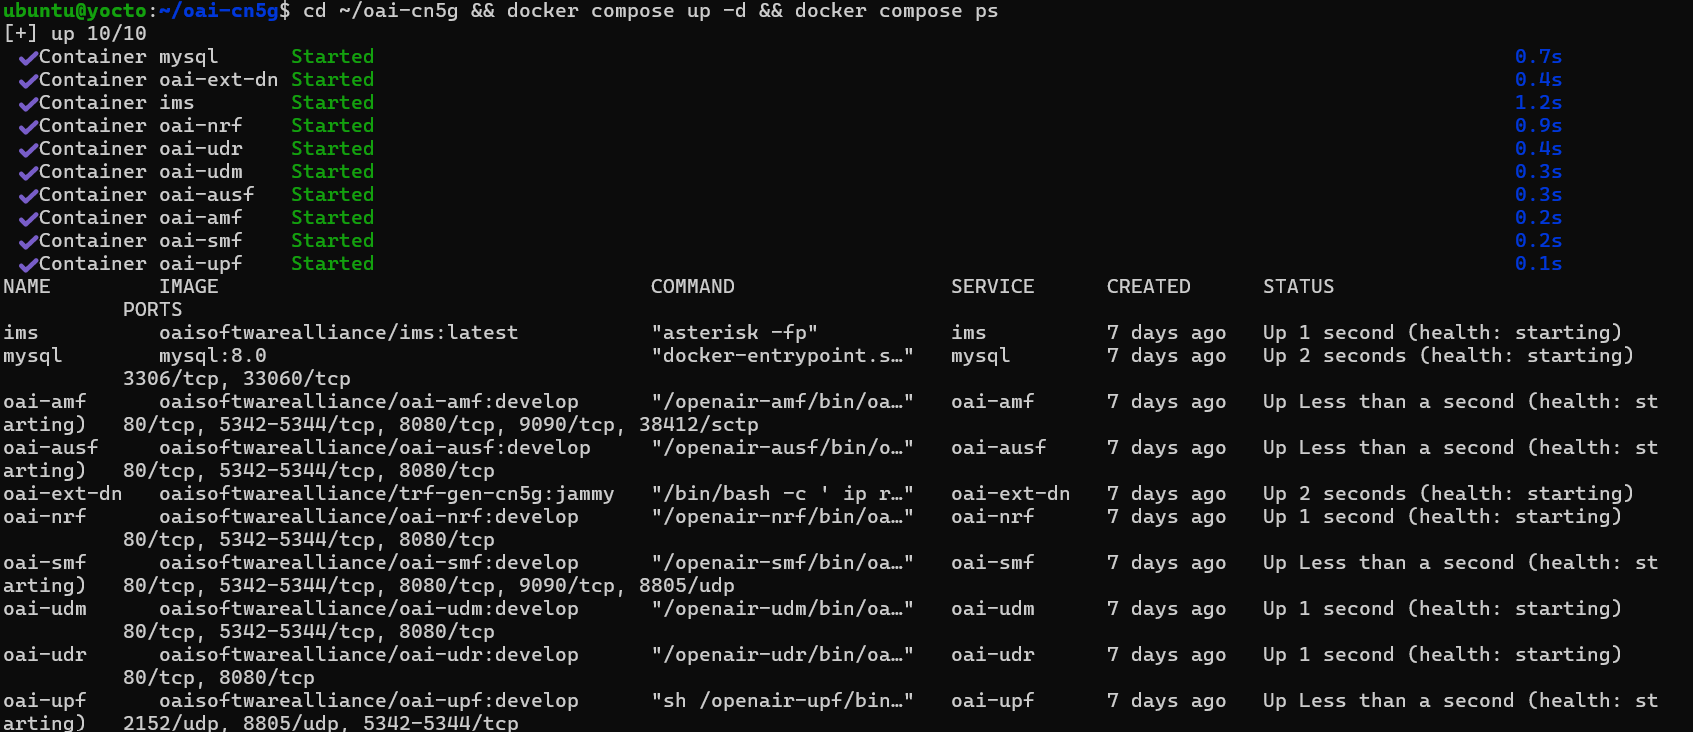 ubuntu@yocto:~/oai-cn5g$ cd ~/oai-cn5g && docker compose up -d && docker compose ps
[+] up 10/10
 ✔Container mysql      Started                                                                                               0.7s
 ✔Container oai-ext-dn Started                                                                                               0.4s
 ✔Container ims        Started                                                                                               1.2s
 ✔Container oai-nrf    Started                                                                                               0.9s
 ✔Container oai-udr    Started                                                                                               0.4s
 ✔Container oai-udm    Started                                                                                               0.3s
 ✔Container oai-ausf   Started                                                                                               0.3s
 ✔Container oai-amf    Started                                                                                               0.2s
 ✔Container oai-smf    Started                                                                                               0.2s
 ✔Container oai-upf    Started                                                                                               0.1s
NAME         IMAGE                                    COMMAND                  SERVICE      CREATED      STATUS
          PORTS
ims          oaisoftwarealliance/ims:latest           "asterisk -fp"           ims          7 days ago   Up 1 second (health: starting)
mysql        mysql:8.0                                "docker-entrypoint.s…"   mysql        7 days ago   Up 2 seconds (health: starting)
          3306/tcp, 33060/tcp
oai-amf      oaisoftwarealliance/oai-amf:develop      "/openair-amf/bin/oa…"   oai-amf      7 days ago   Up Less than a second (health: st
arting)   80/tcp, 5342-5344/tcp, 8080/tcp, 9090/tcp, 38412/sctp
oai-ausf     oaisoftwarealliance/oai-ausf:develop     "/openair-ausf/bin/o…"   oai-ausf     7 days ago   Up Less than a second (health: st
arting)   80/tcp, 5342-5344/tcp, 8080/tcp
oai-ext-dn   oaisoftwarealliance/trf-gen-cn5g:jammy   "/bin/bash -c ' ip r…"   oai-ext-dn   7 days ago   Up 2 seconds (health: starting)
oai-nrf      oaisoftwarealliance/oai-nrf:develop      "/openair-nrf/bin/oa…"   oai-nrf      7 days ago   Up 1 second (health: starting)
          80/tcp, 5342-5344/tcp, 8080/tcp
oai-smf      oaisoftwarealliance/oai-smf:develop      "/openair-smf/bin/oa…"   oai-smf      7 days ago   Up Less than a second (health: st
arting)   80/tcp, 5342-5344/tcp, 8080/tcp, 9090/tcp, 8805/udp
oai-udm      oaisoftwarealliance/oai-udm:develop      "/openair-udm/bin/oa…"   oai-udm      7 days ago   Up 1 second (health: starting)
          80/tcp, 5342-5344/tcp, 8080/tcp
oai-udr      oaisoftwarealliance/oai-udr:develop      "/openair-udr/bin/oa…"   oai-udr      7 days ago   Up 1 second (health: starting)
          80/tcp, 8080/tcp
oai-upf      oaisoftwarealliance/oai-upf:develop      "sh /openair-upf/bin…"   oai-upf      7 days ago   Up Less than a second (health: st
arting)   2152/udp, 8805/udp, 5342-5344/tcp